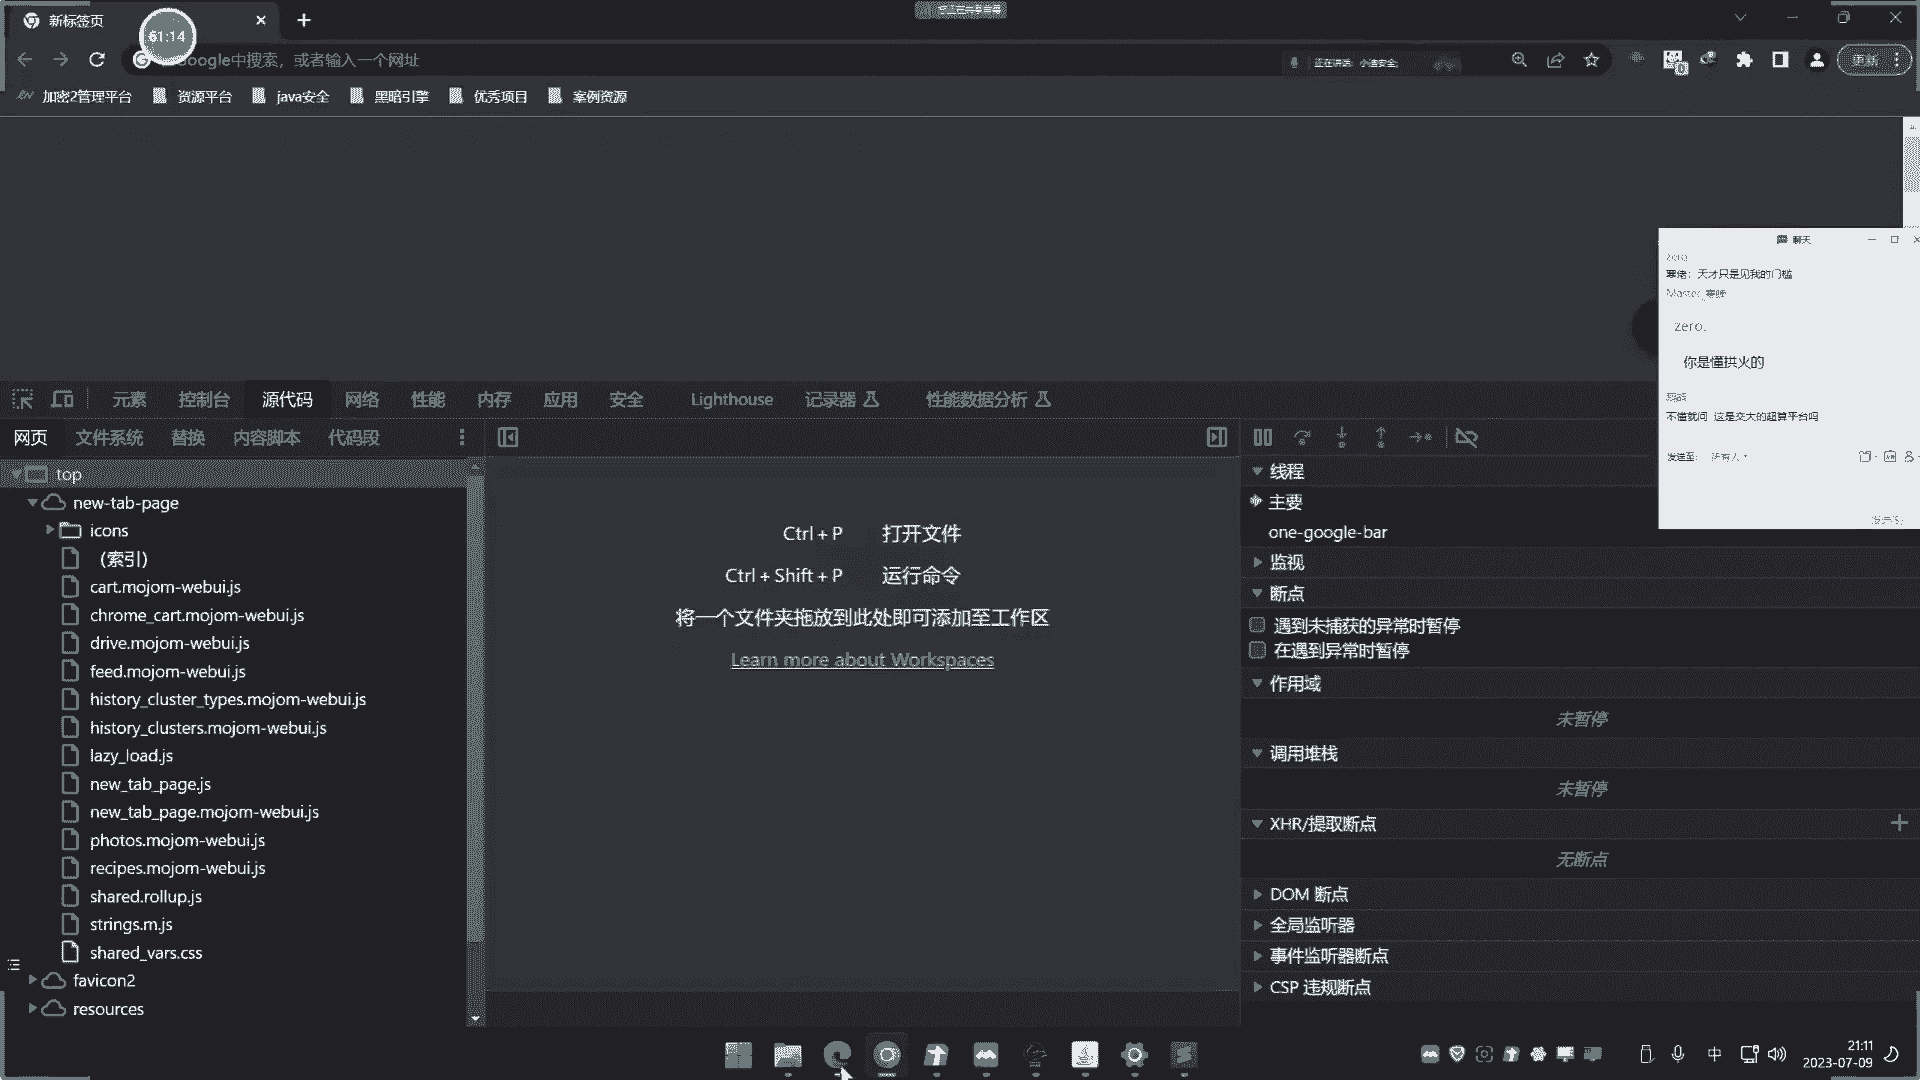 新标签页
61:14
Google中搜索，或者输入一个网址
正在讲话: 小洁安全;
更新
加密2管理平台
资源平台
java安全
黑暗引擎
优秀项目
案例资源
聊天
zero
寒佬: 天才只是见我的门槛
zero.
你是懂拱火的
不懂就问 这是交大的超算平台吗
发送至: 所有人
元素
控制台
源代码
网络
性能
内存
应用
安全
Lighthouse
记录器
性能数据分析
网页
文件系统
替换
内容脚本
代码段
top
new-tab-page
icons
（索引）
cart.mojom-webui.js
chrome_cart.mojom-webui.js
drive.mojom-webui.js
feed.mojom-webui.js
history_cluster_types.mojom-webui.js
history_clusters.mojom-webui.js
lazy_load.js
new_tab_page.js
new_tab_page.mojom-webui.js
photos.mojom-webui.js
recipes.mojom-webui.js
shared.rollup.js
strings.m.js
shared_vars.css
favicon2
resources
Ctrl + P 打开文件
Ctrl + Shift + P 运行命令
将一个文件夹拖放到此处即可添加至工作区
Learn more about Workspaces
线程
主要
one-google-bar
监视
断点
遇到未捕获的异常时暂停
在遇到异常时暂停
作用域
未暂停
调用堆栈
未暂停
XHR/提取断点
无断点
DOM 断点
全局监听器
事件监听器断点
CSP 违规断点
中
21:11
2023-07-09